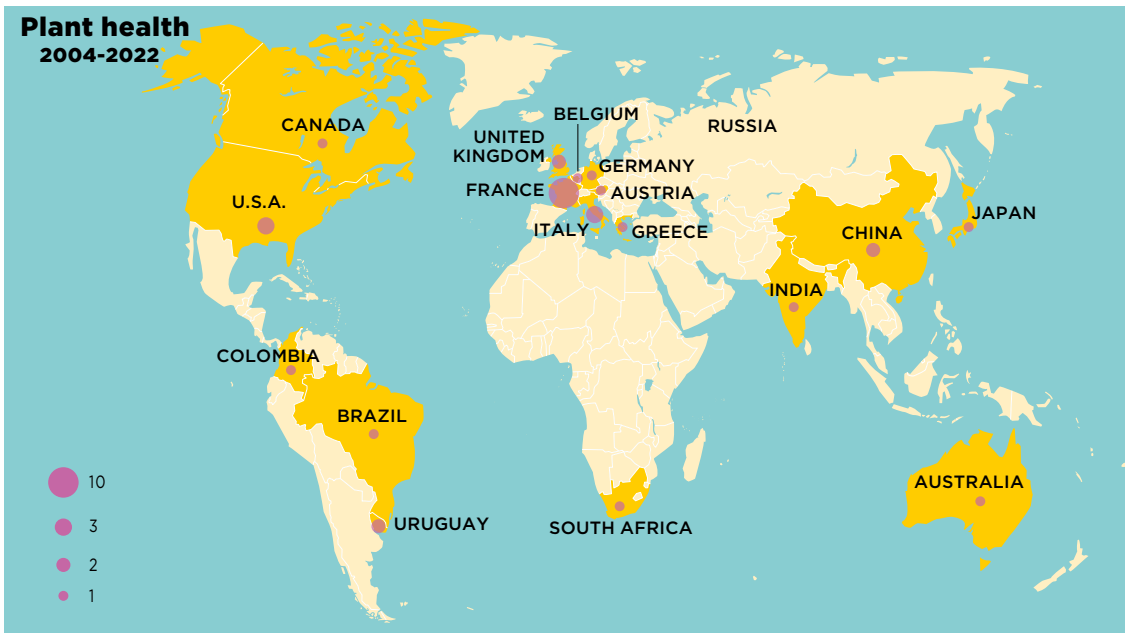 Plant health
2004-2022
BELGIUM
CANADA
RUSSIA
UNITED
KINGDOM
GERMANY
FRANCE
AUSTRIA
U.S.A.
JAPAN
ITALY
GREECE
CHINA
INDIA
COLOMBIA
BRAZIL
10
AUSTRALIA
3
URUGUAY
SOUTH AFRICA
2
1